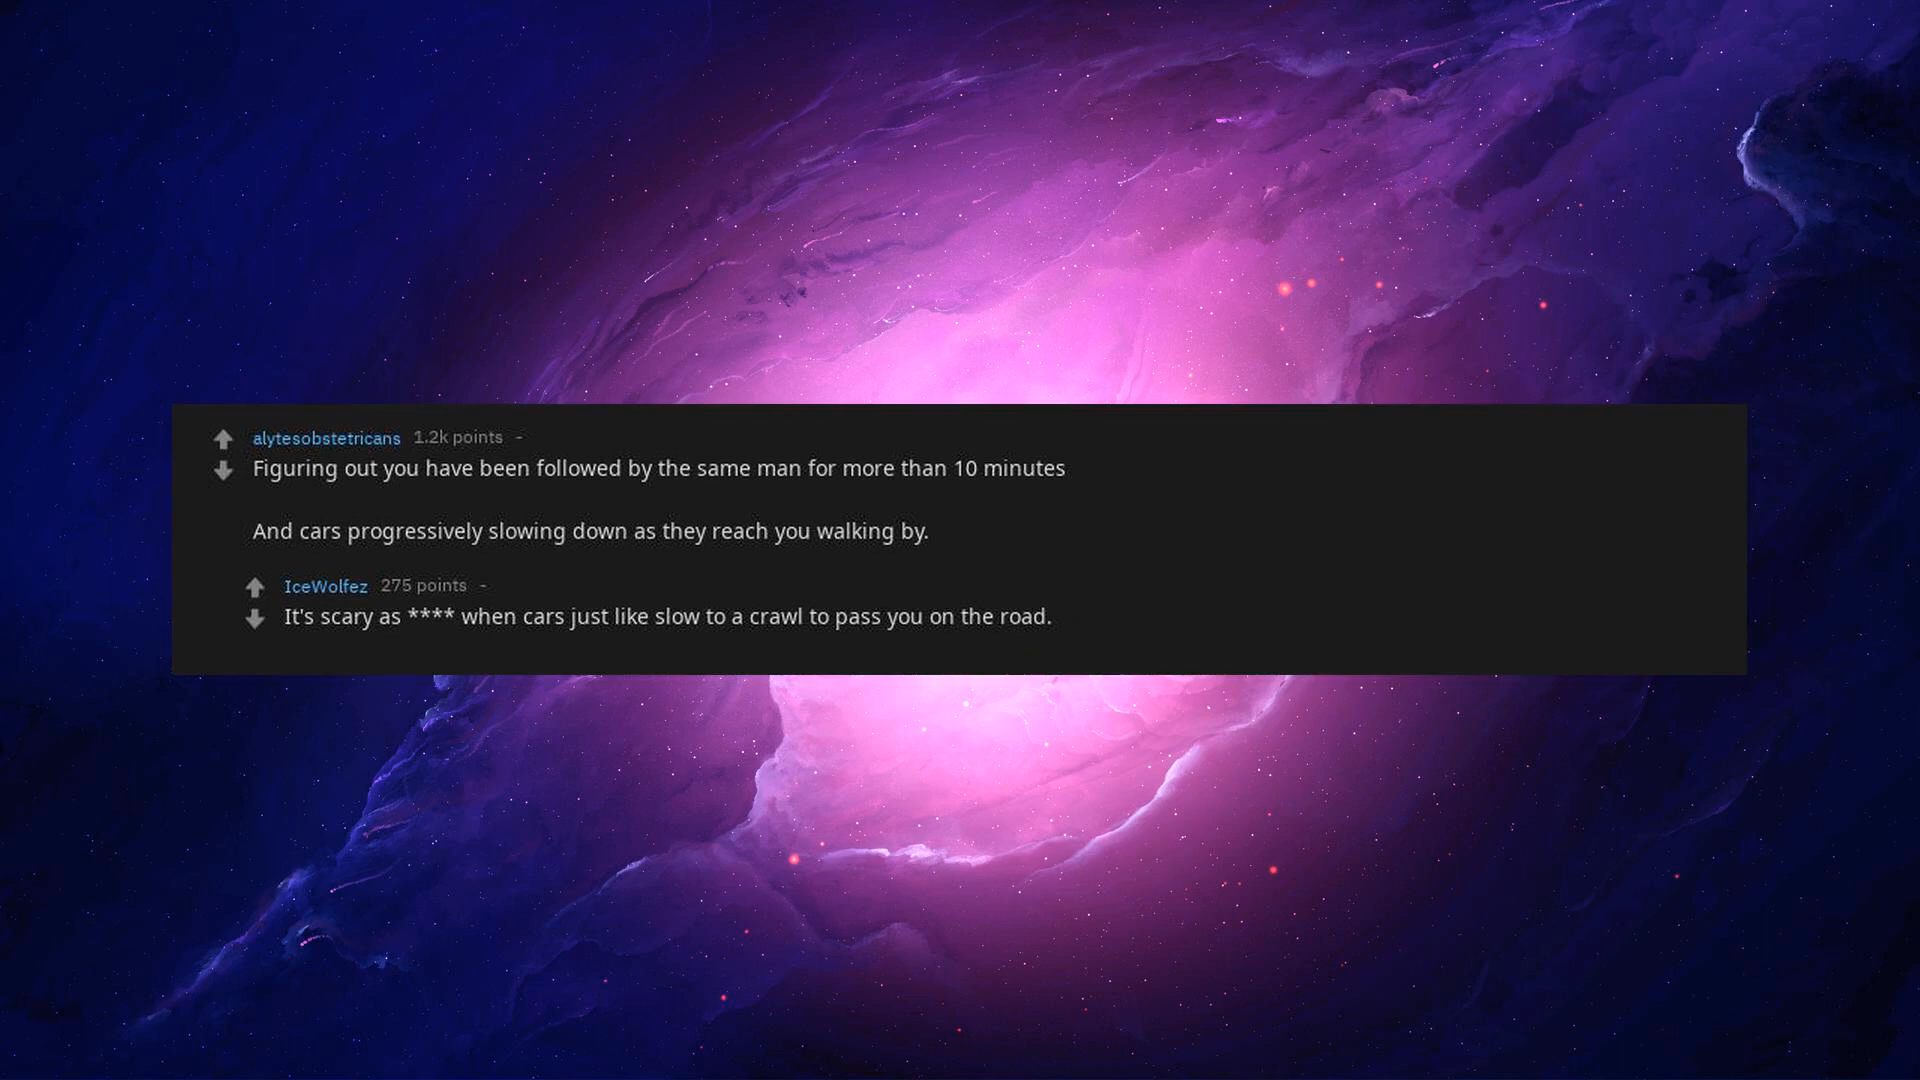 alytesobstetricans 1.2k points -
Figuring out you have been followed by the same man for more than 10 minutes
And cars progressively slowing down as they reach you walking by.
IceWolfez 275 points -
It's scary as **** when cars just like slow to a crawl to pass you on the road.